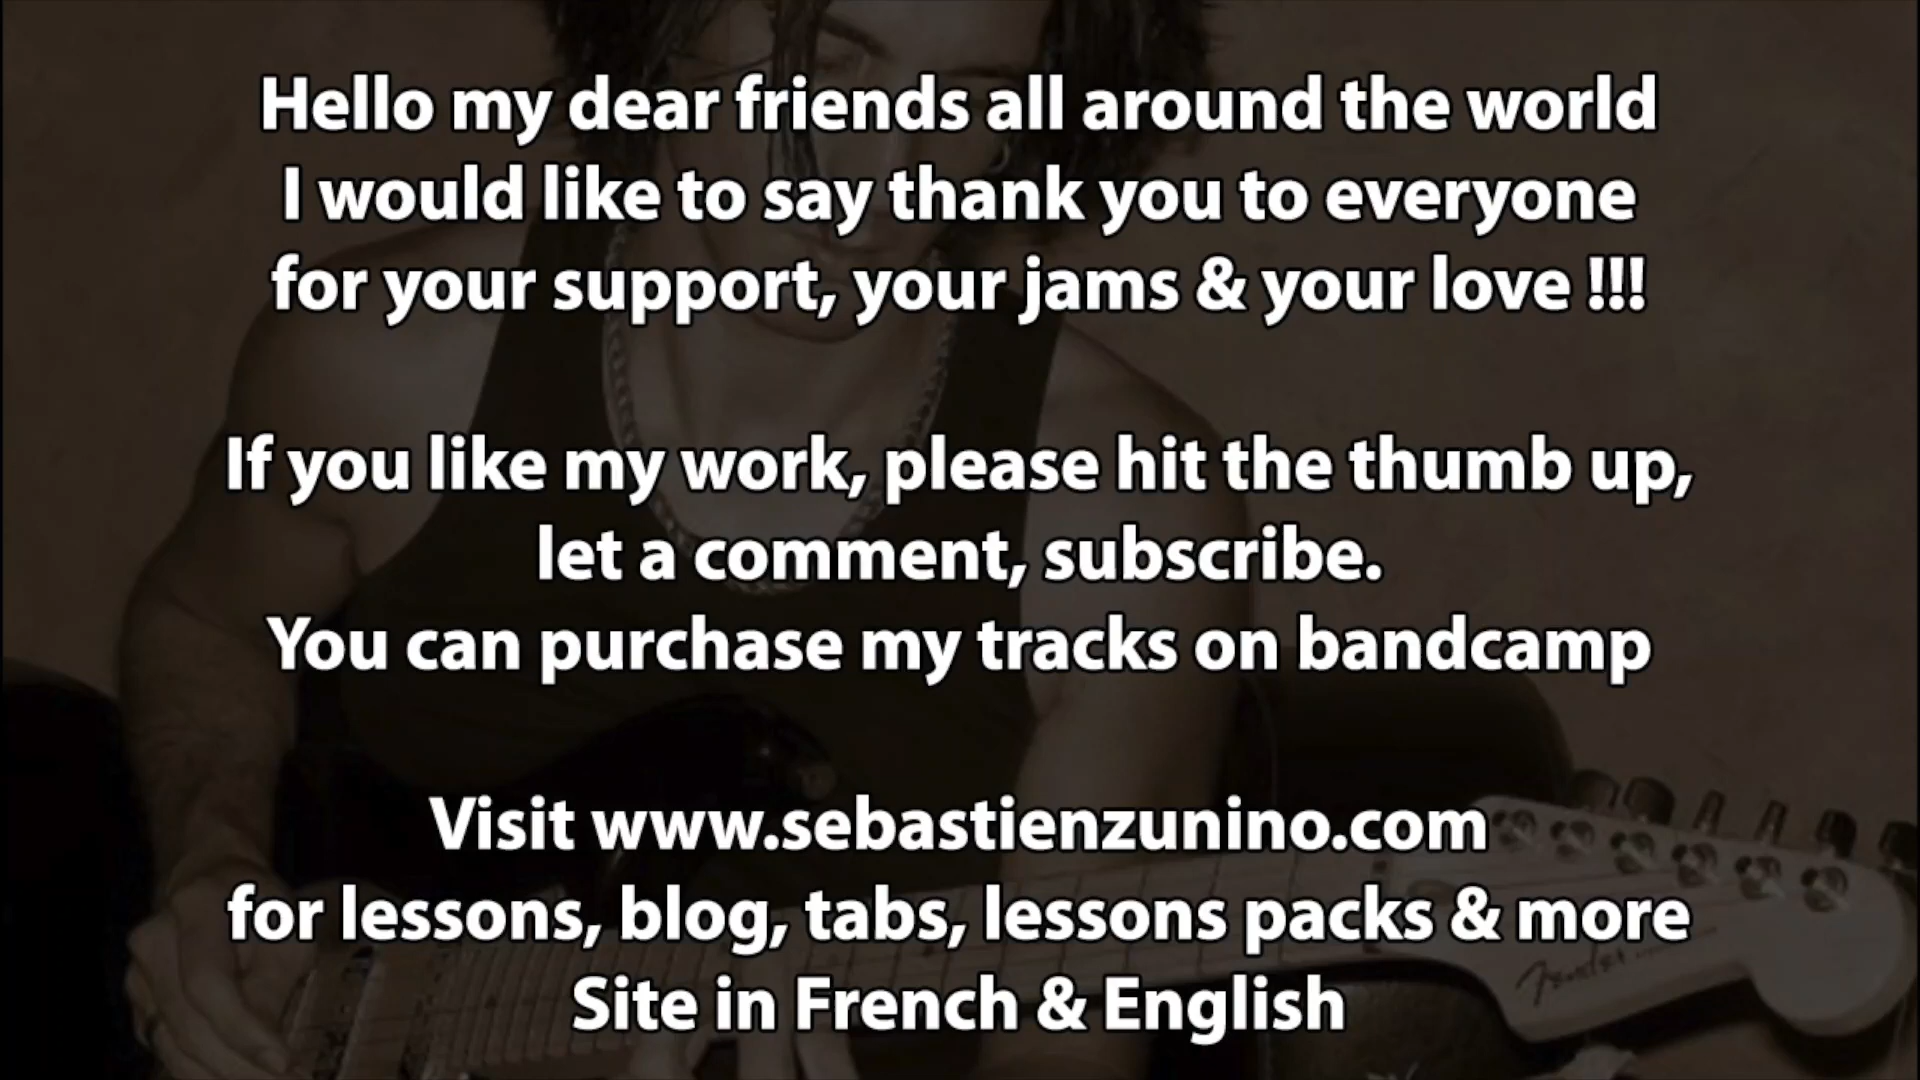 Hello my dear friends all around the world
I would like to say thank you to everyone
for your support, your jams & your love !!!
If you like my work, please hit the thumb up,
let a comment, subscribe.
You can purchase my tracks on bandcamp
Visit www.sebastienzunino.com
for lessons, blog, tabs, lessons packs & more
Site in French & English
Fender